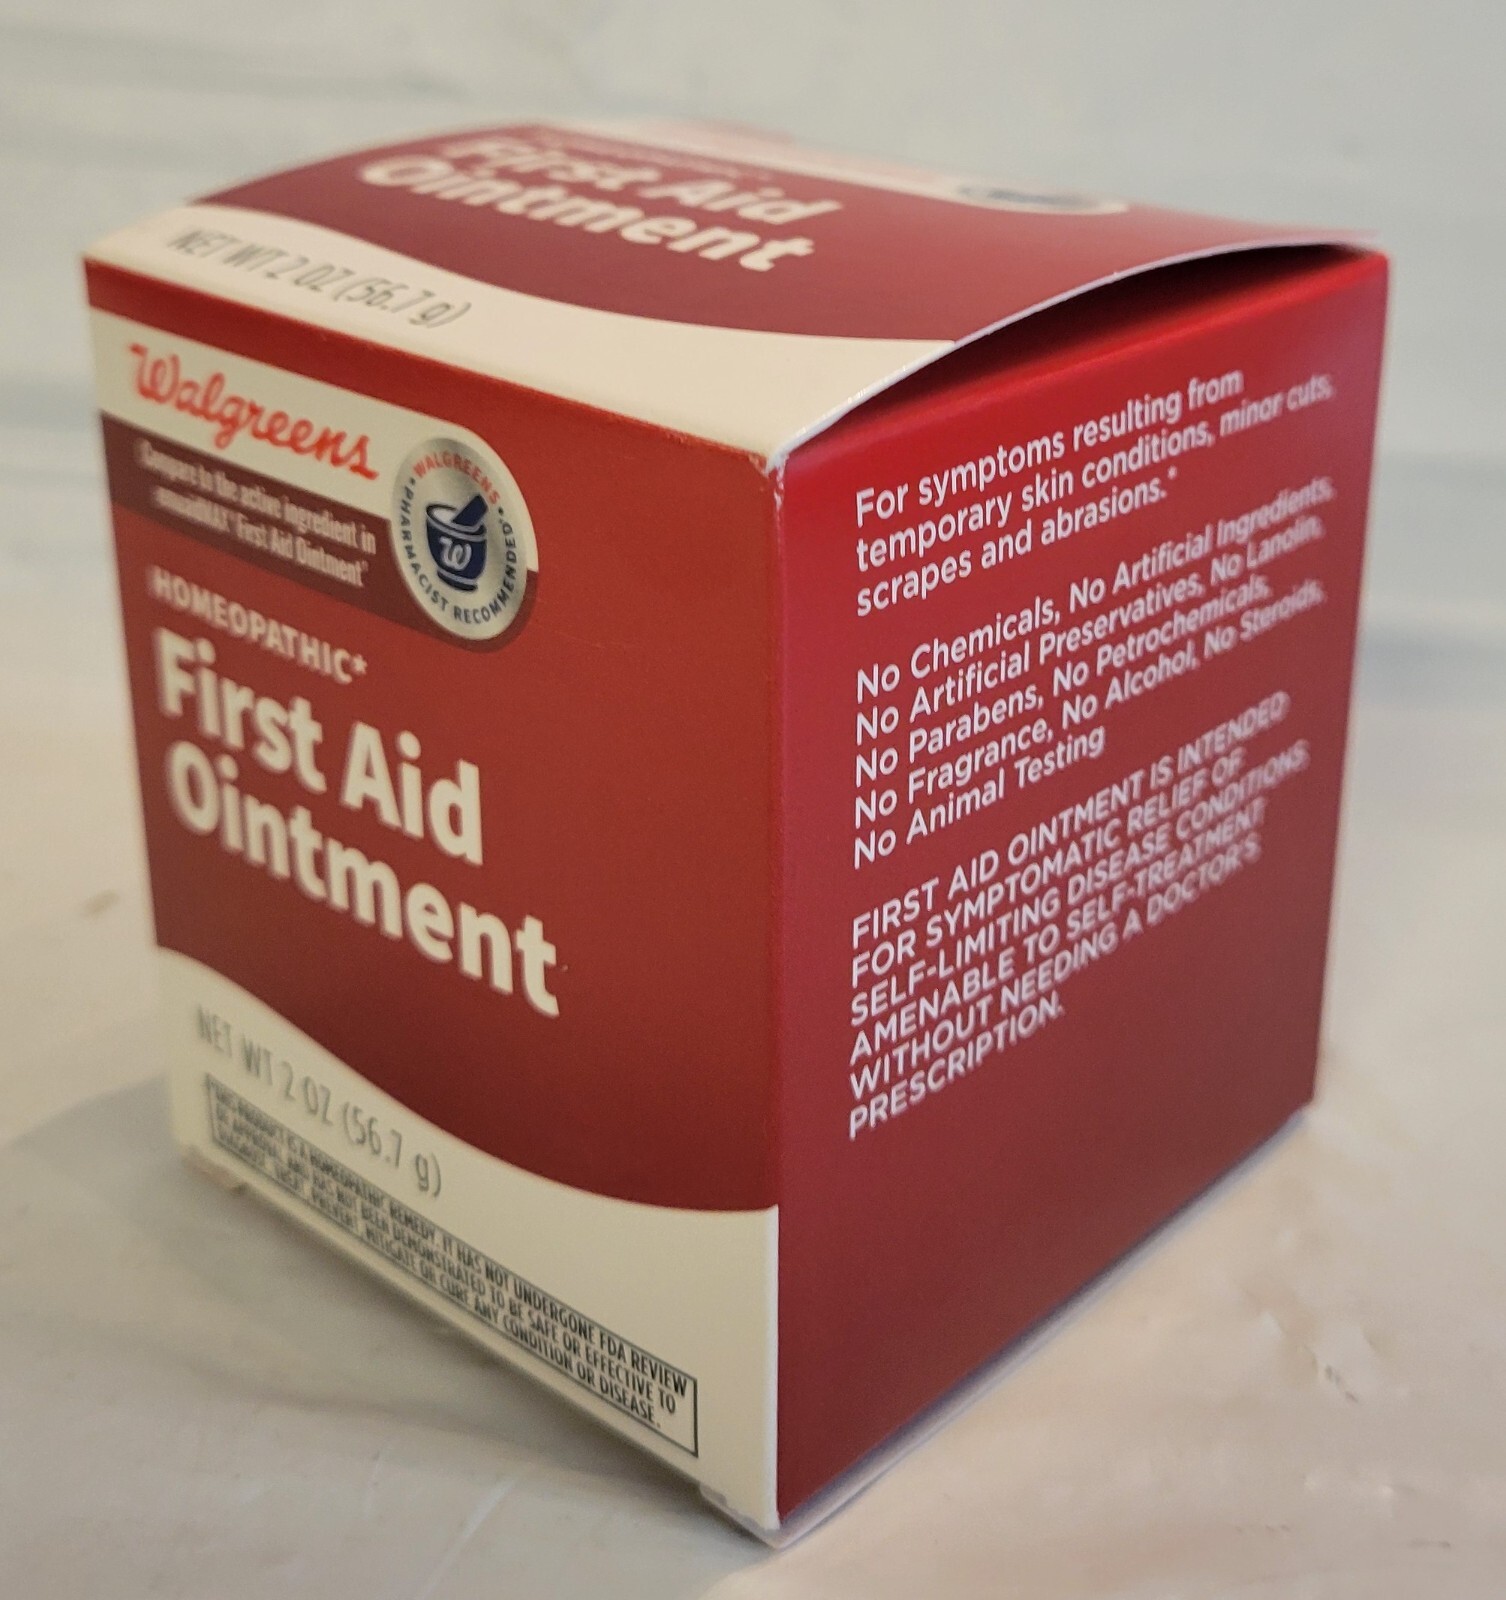 First Aid
Ointment
NET WT 2 OZ (56.7 g)
Walgreens
Compare to the active ingredient in
First Aid Ointment
WALGREENS
PHARMACIST RECOMMENDED
W
HOMEOPATHIC*
First Aid
Ointment
NET WT 2 OZ (56.7 g)
THIS PRODUCT IS A HOMEOPATHIC REMEDY. IT HAS NOT UNDERGONE FDA REVIEW
OR APPROVAL AND HAS NOT BEEN DEMONSTRATED TO BE SAFE OR EFFECTIVE TO
DIAGNOSE, TREAT, PREVENT, MITIGATE OR CURE ANY CONDITION OR DISEASE.
For symptoms resulting from
temporary skin conditions, minor cuts,
scrapes and abrasions.*
No Chemicals, No Artificial Ingredients,
No Artificial Preservatives, No Lanolin,
No Parabens, No Petrochemicals,
No Fragrance, No Alcohol, No Steroids,
No Animal Testing
FIRST AID OINTMENT IS INTENDED
FOR SYMPTOMATIC RELIEF OF
SELF-LIMITING DISEASE CONDITIONS
AMENABLE TO SELF-TREATMENT
WITHOUT NEEDING A DOCTOR'S
PRESCRIPTION.